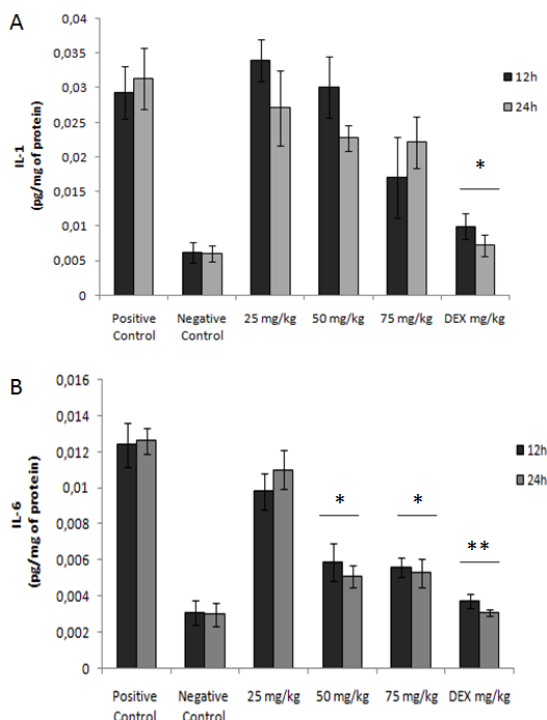 A
0,04
0,035
0,03
0,025
0,02
0,015
0,01
0,005
0
IL-1
(pg/mg of protein)
12h
24h
*
Positive Control
Negative Control
25 mg/kg
50 mg/kg
75 mg/kg
DEX mg/kg
B
0,016
0,014
0,012
0,01
0,008
0,006
0,004
0,002
0
IL-6
(pg/mg of protein)
12h
24h
*
*
**
Positive Control
Negative Control
25 mg/kg
50 mg/kg
75 mg/kg
DEX mg/kg